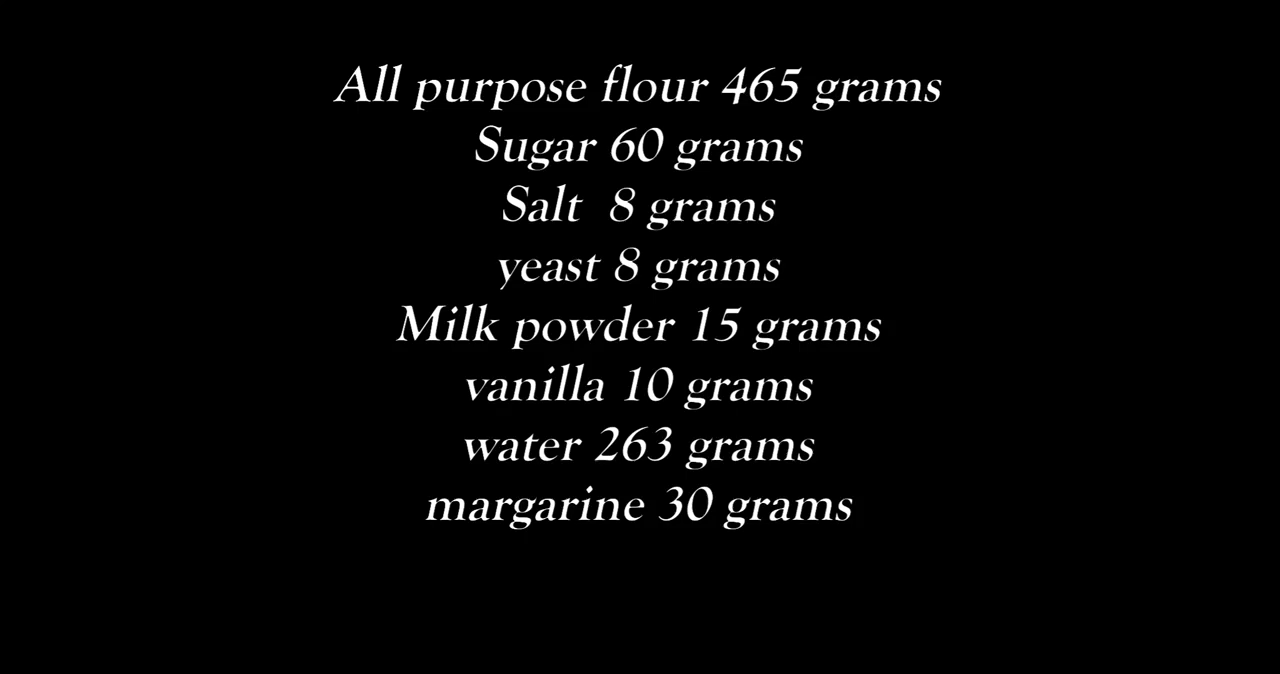 All purpose flour 465 grams
Sugar 60 grams
Salt  8 grams
yeast 8 grams
Milk powder 15 grams
vanilla 10 grams
water 263 grams
margarine 30 grams